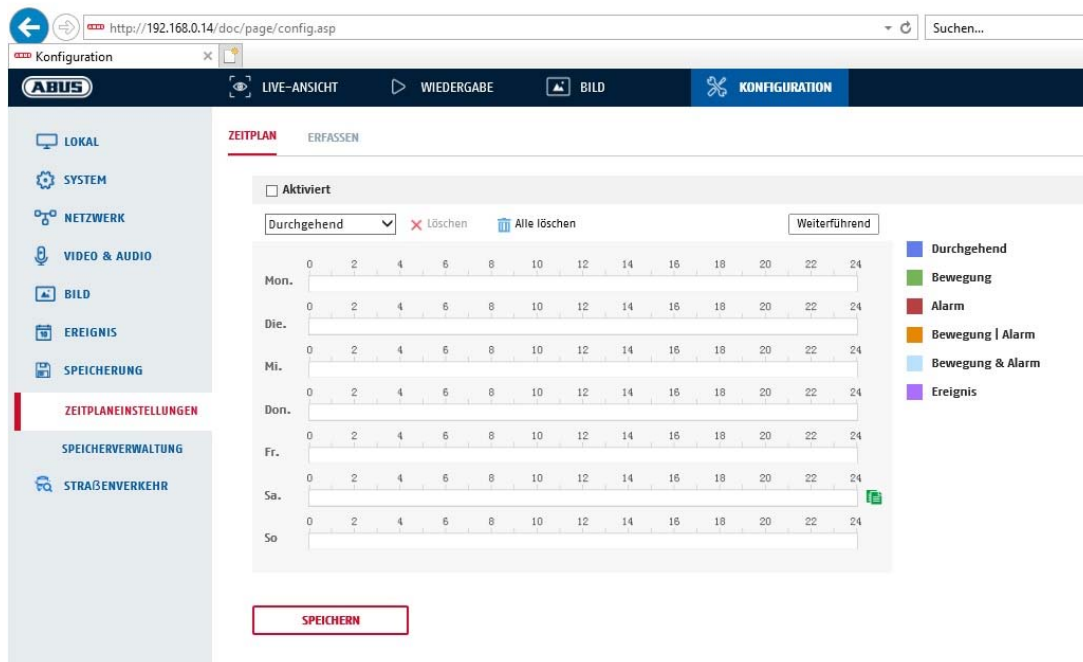 http://192.168.0.14/doc/page/config.asp
Suchen...
Konfiguration
ABUS
LIVE-ANSICHT
WIEDERGABE
BILD
KONFIGURATION
LOKAL
SYSTEM
NETZWERK
VIDEO & AUDIO
BILD
EREIGNIS
SPEICHERUNG
ZEITPLANEINSTELLUNGEN
SPEICHERVERWALTUNG
STRAßENVERKEHR
ZEITPLAN
ERFASSEN
Aktiviert
Durchgehend
Löschen
Alle löschen
Weiterführend
0 2 4 6 8 10 12 14 16 18 20 22 24
Mon.
0 2 4 6 8 10 12 14 16 18 20 22 24
Die.
0 2 4 6 8 10 12 14 16 18 20 22 24
Mi.
0 2 4 6 8 10 12 14 16 18 20 22 24
Don.
0 2 4 6 8 10 12 14 16 18 20 22 24
Fr.
0 2 4 6 8 10 12 14 16 18 20 22 24
Sa.
0 2 4 6 8 10 12 14 16 18 20 22 24
So
Durchgehend
Bewegung
Alarm
Bewegung | Alarm
Bewegung & Alarm
Ereignis
SPEICHERN